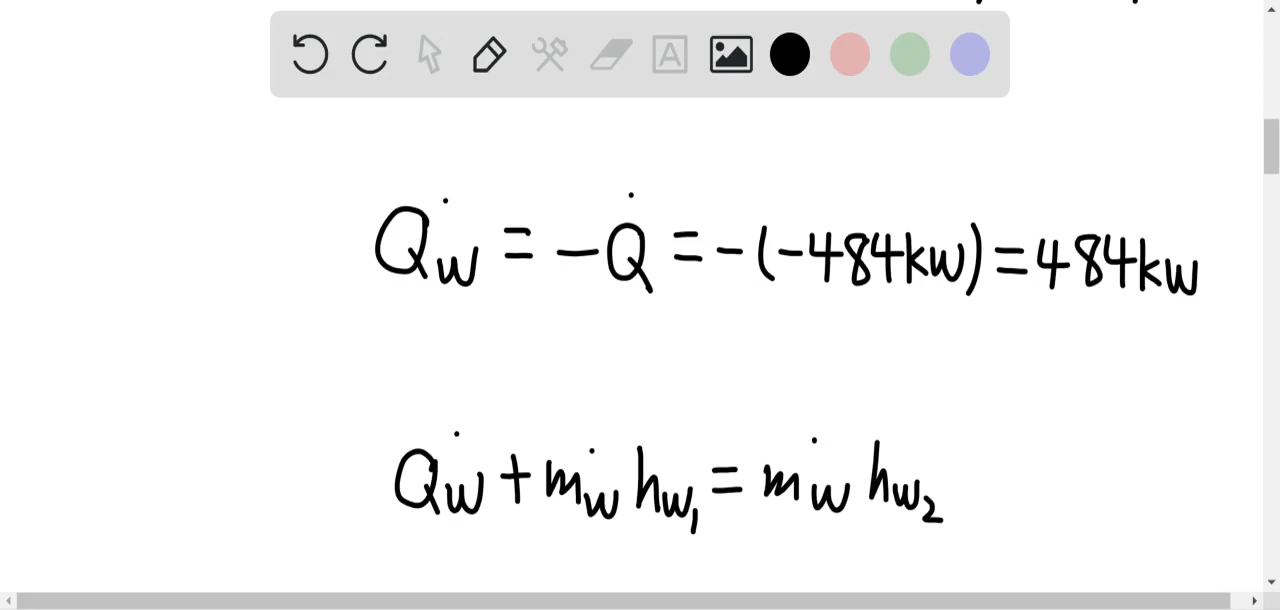 A
Q̇w = −Q̇ = −(−484kw) = 484kw
Q̇w + ṁw hw₁ = ṁw hw₂